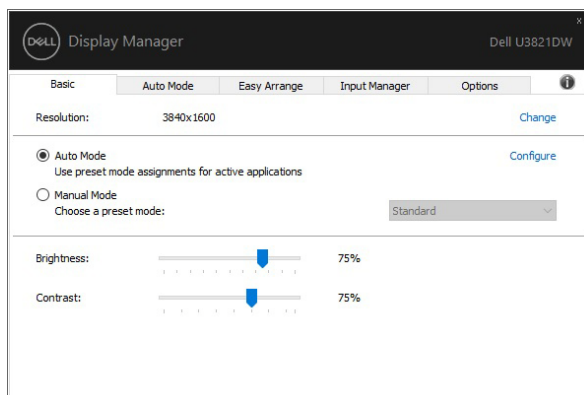 DELL Display Manager Dell U3821DW
Basic Auto Mode Easy Arrange Input Manager Options
Resolution: 3840x1600 Change
Auto Mode Configure
Use preset mode assignments for active applications
Manual Mode
Choose a preset mode: Standard
Brightness: 75%
Contrast: 75%